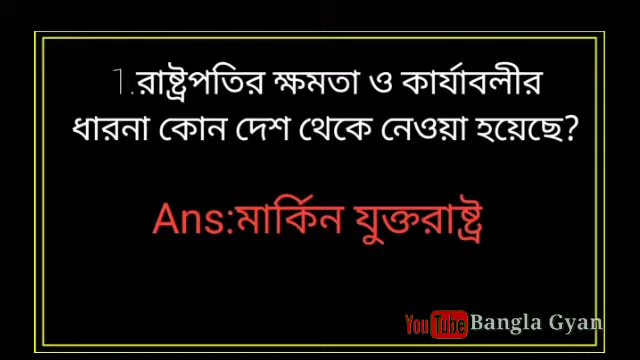 1.রাষ্ট্রপতির ক্ষমতা ও কার্যাবলীর
ধারনা কোন দেশ থেকে নেওয়া হয়েছে?
Ans:মার্কিন যুক্তরাষ্ট্র
YouTube Bangla Gyan